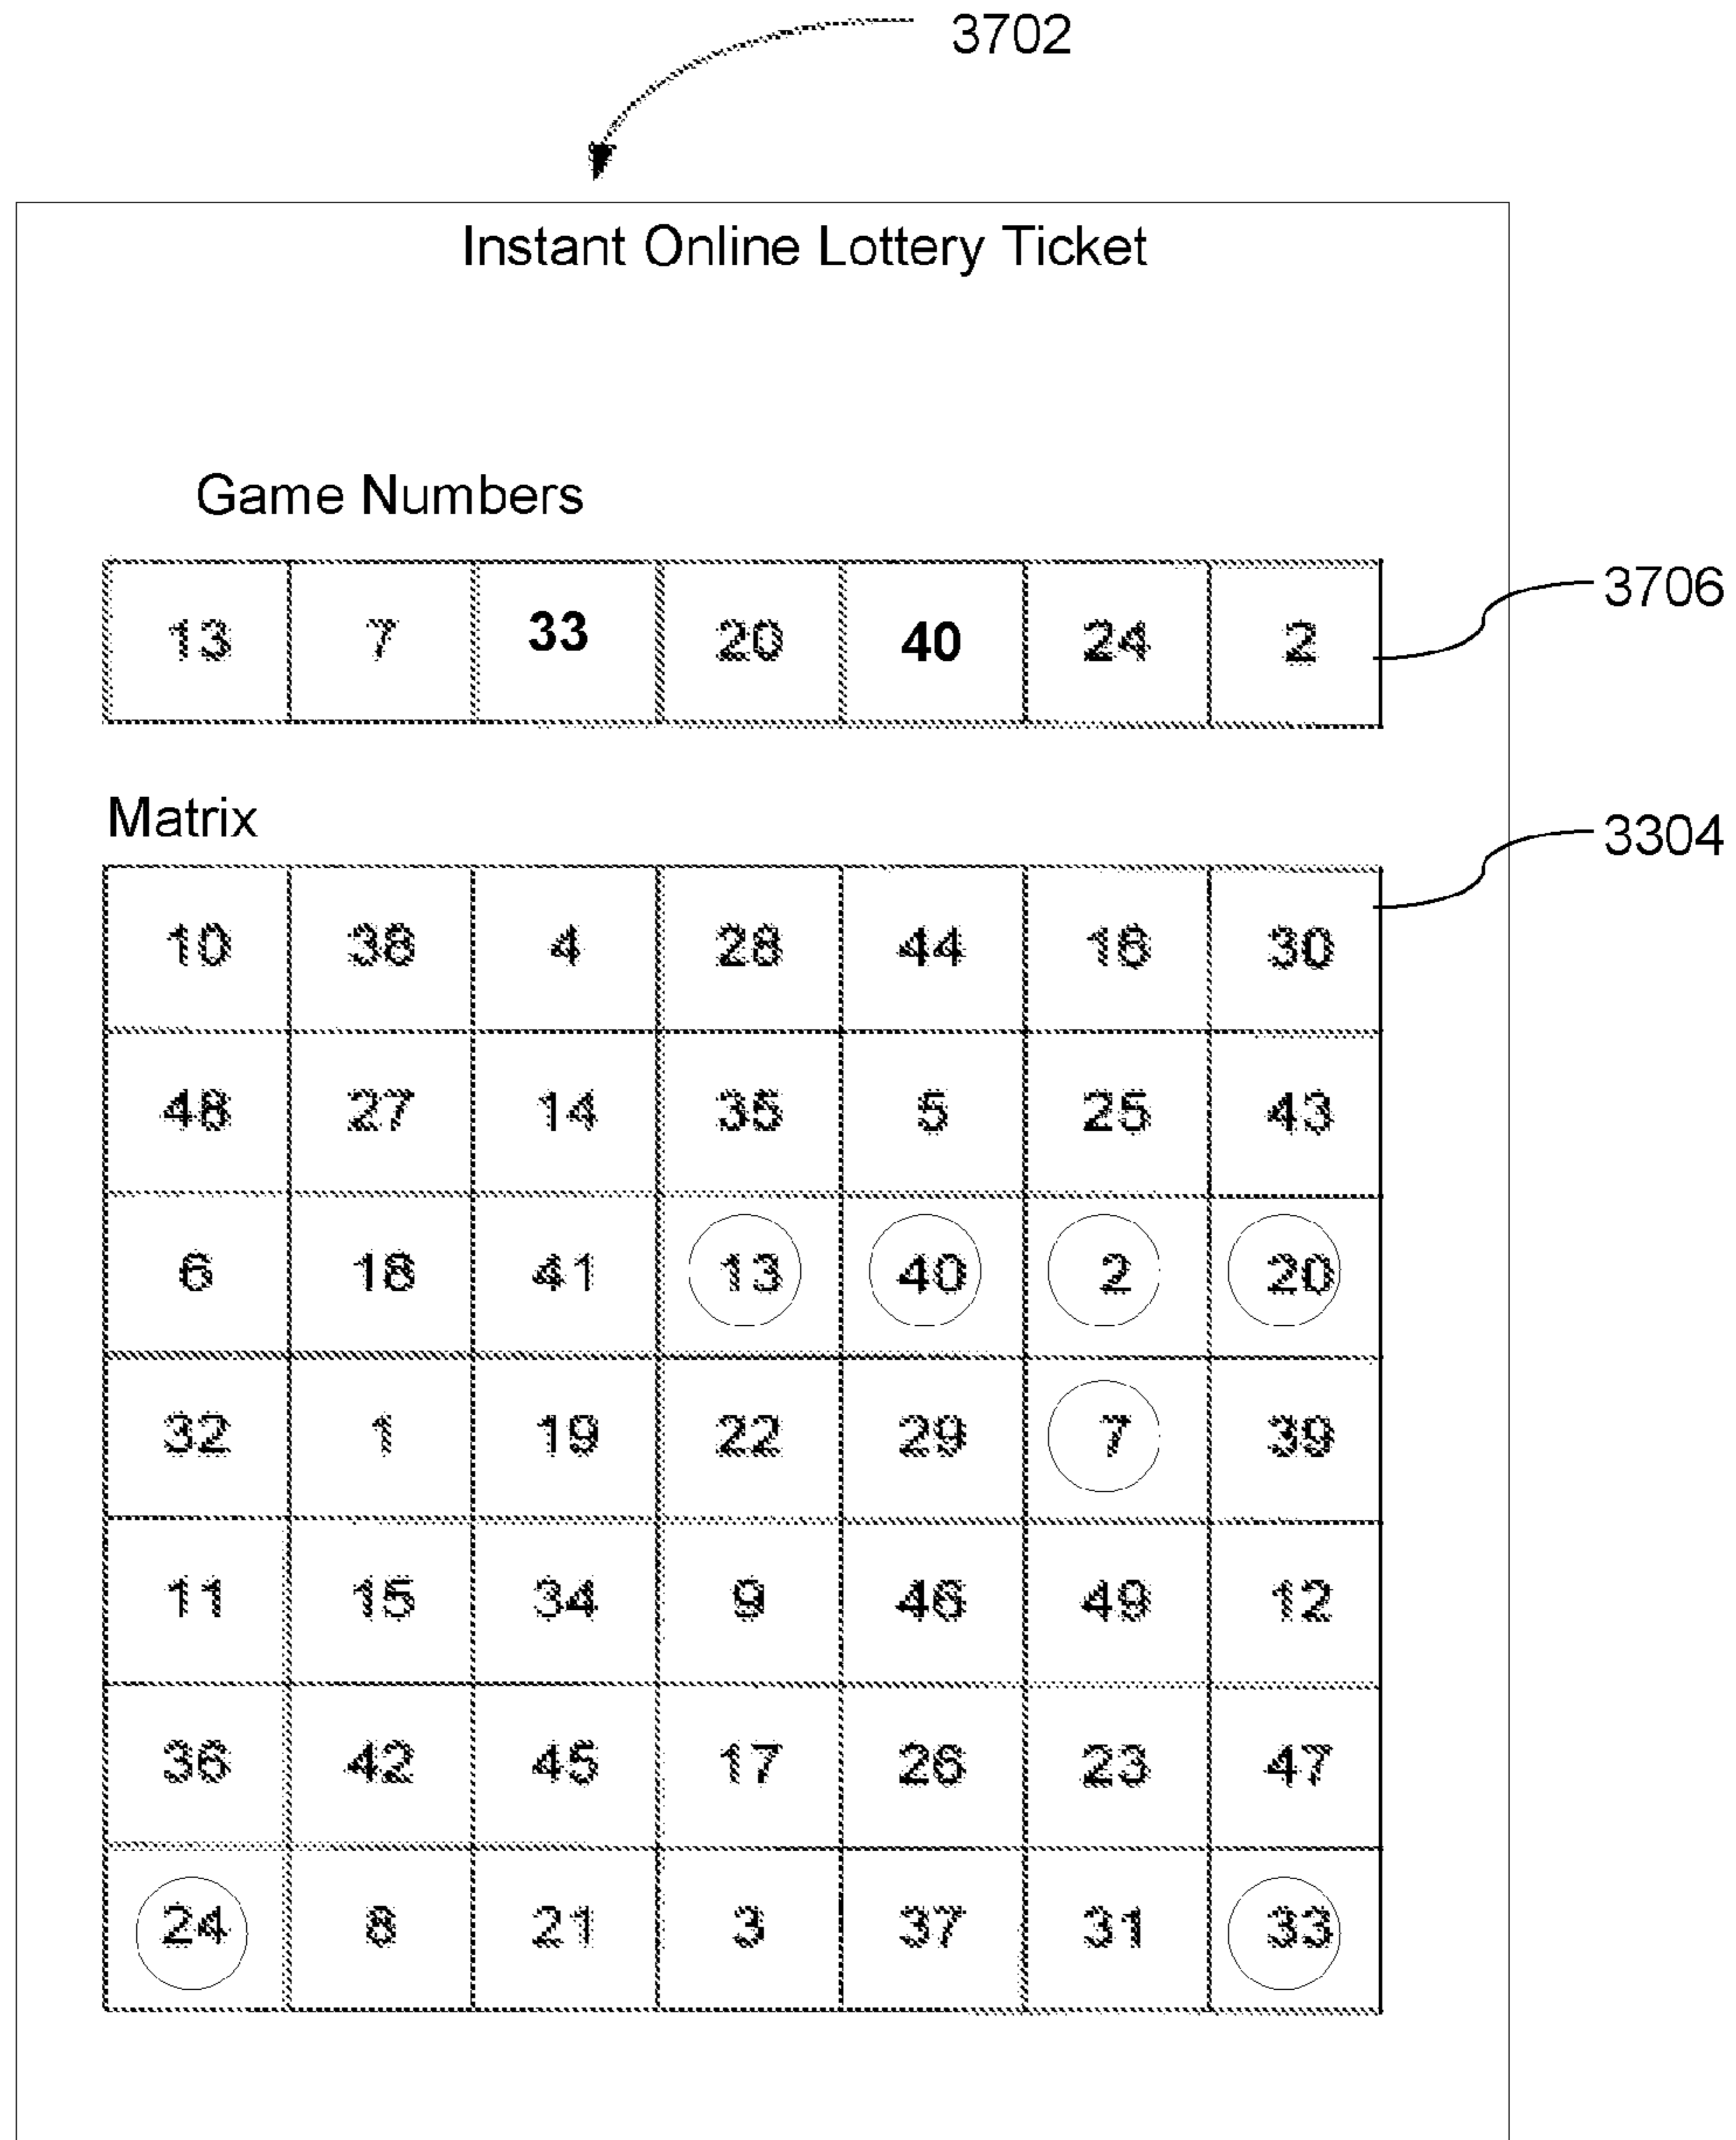 3702
Instant Online Lottery Ticket
Game Numbers
13 7 33 20 40 24 2
3706
Matrix
3304
10 38 4 28 44 16 30
48 27 14 35 5 25 43
6 18 41 13 40 2 20
32 1 19 22 29 7 39
11 15 34 9 46 49 12
36 42 45 17 26 23 47
24 8 21 3 37 31 33